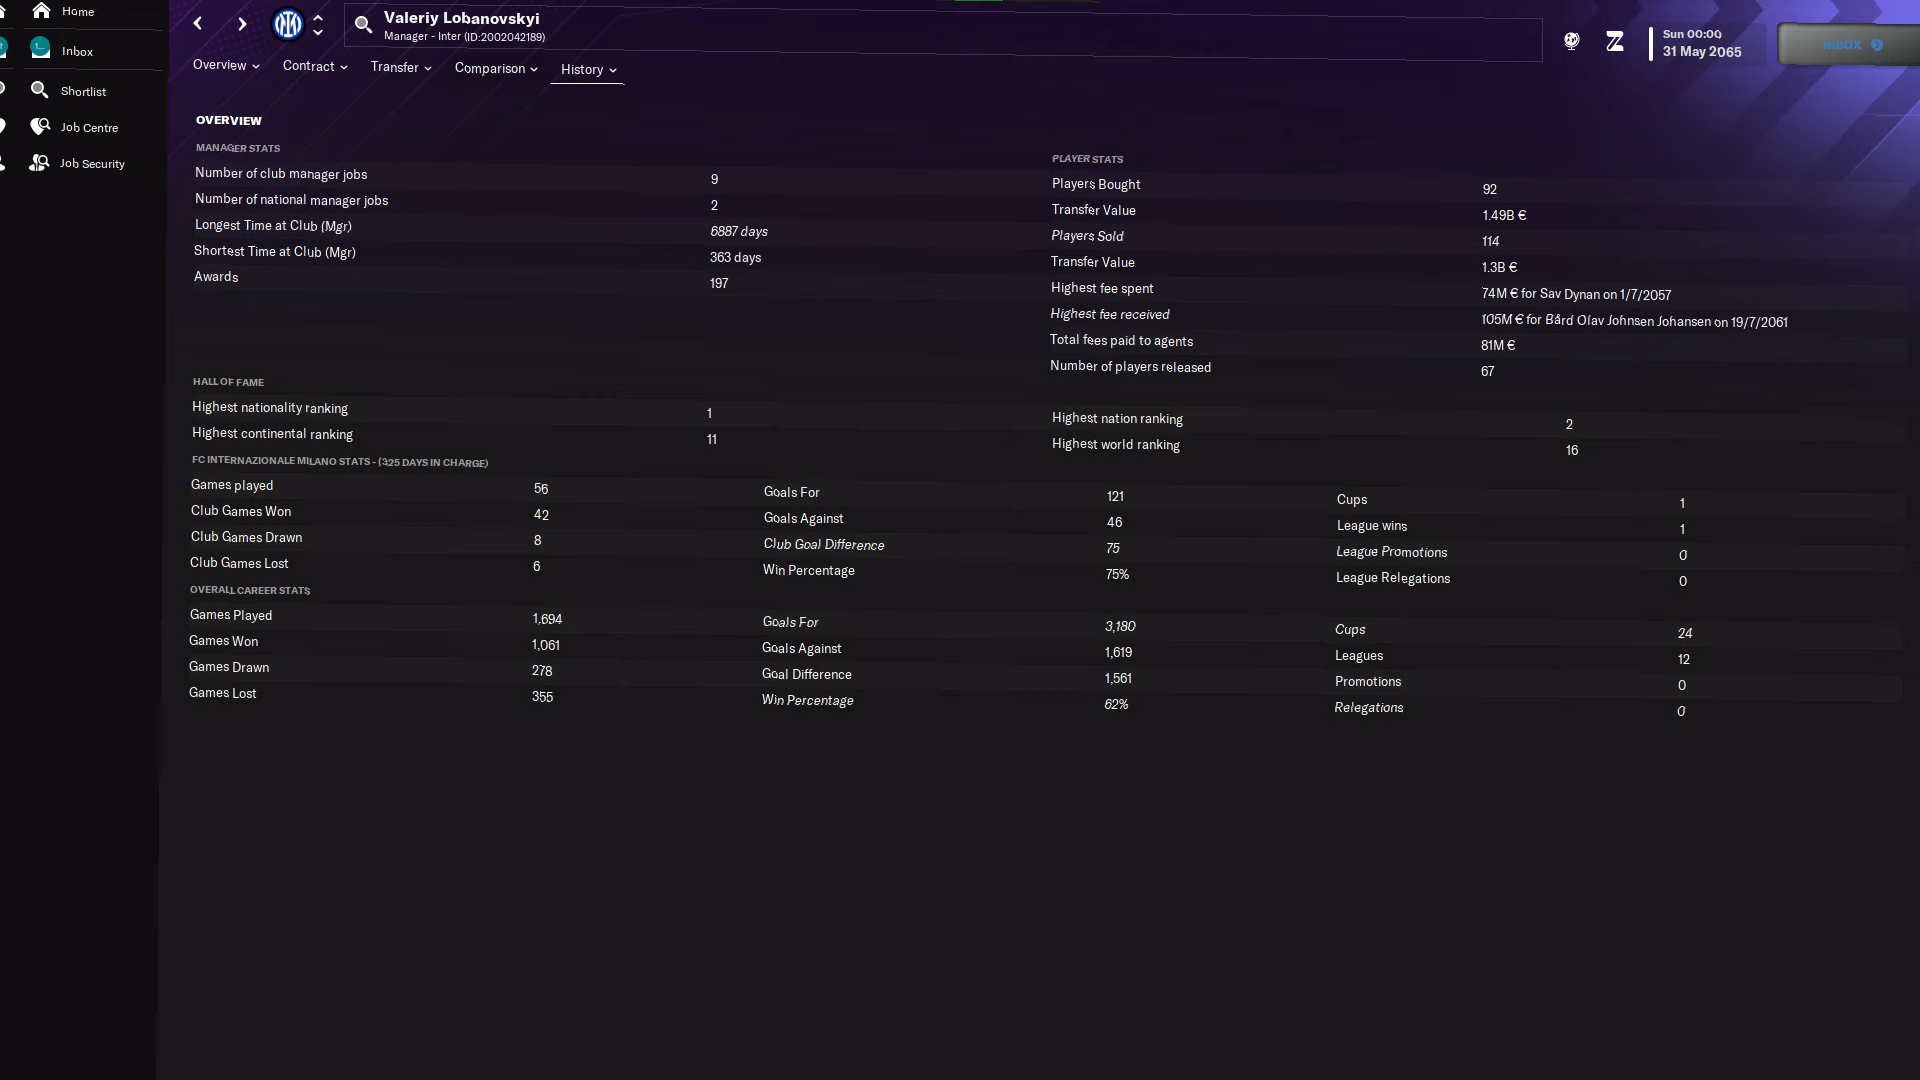 Home
Inbox
Shortlist
Job Centre
Job Security
Valeriy Lobanovskyi
Manager - Inter (ID:2002042189)
Sun 00:00
31 May 2065
INBOX
Overview
Contract
Transfer
Comparison
History
OVERVIEW
MANAGER STATS
Number of club manager jobs 9
Number of national manager jobs 2
Longest Time at Club (Mgr) 6887 days
Shortest Time at Club (Mgr) 363 days
Awards 197
PLAYER STATS
Players Bought 92
Transfer Value 1.49B €
Players Sold 114
Transfer Value 1.3B €
Highest fee spent 74M € for Sav Dynan on 1/7/2057
Highest fee received 105M € for Bård Olav Johnsen Johansen on 19/7/2061
Total fees paid to agents 81M €
Number of players released 67
HALL OF FAME
Highest nationality ranking 1
Highest continental ranking 11
Highest nation ranking 2
Highest world ranking 16
FC INTERNAZIONALE MILANO STATS - (325 DAYS IN CHARGE)
Games played 56
Club Games Won 42
Club Games Drawn 8
Club Games Lost 6
Goals For 121
Goals Against 46
Club Goal Difference 75
Win Percentage 75%
Cups 1
League wins 1
League Promotions 0
League Relegations 0
OVERALL CAREER STATS
Games Played 1,694
Games Won 1,061
Games Drawn 278
Games Lost 355
Goals For 3,180
Goals Against 1,619
Goal Difference 1,561
Win Percentage 62%
Cups 24
Leagues 12
Promotions 0
Relegations 0